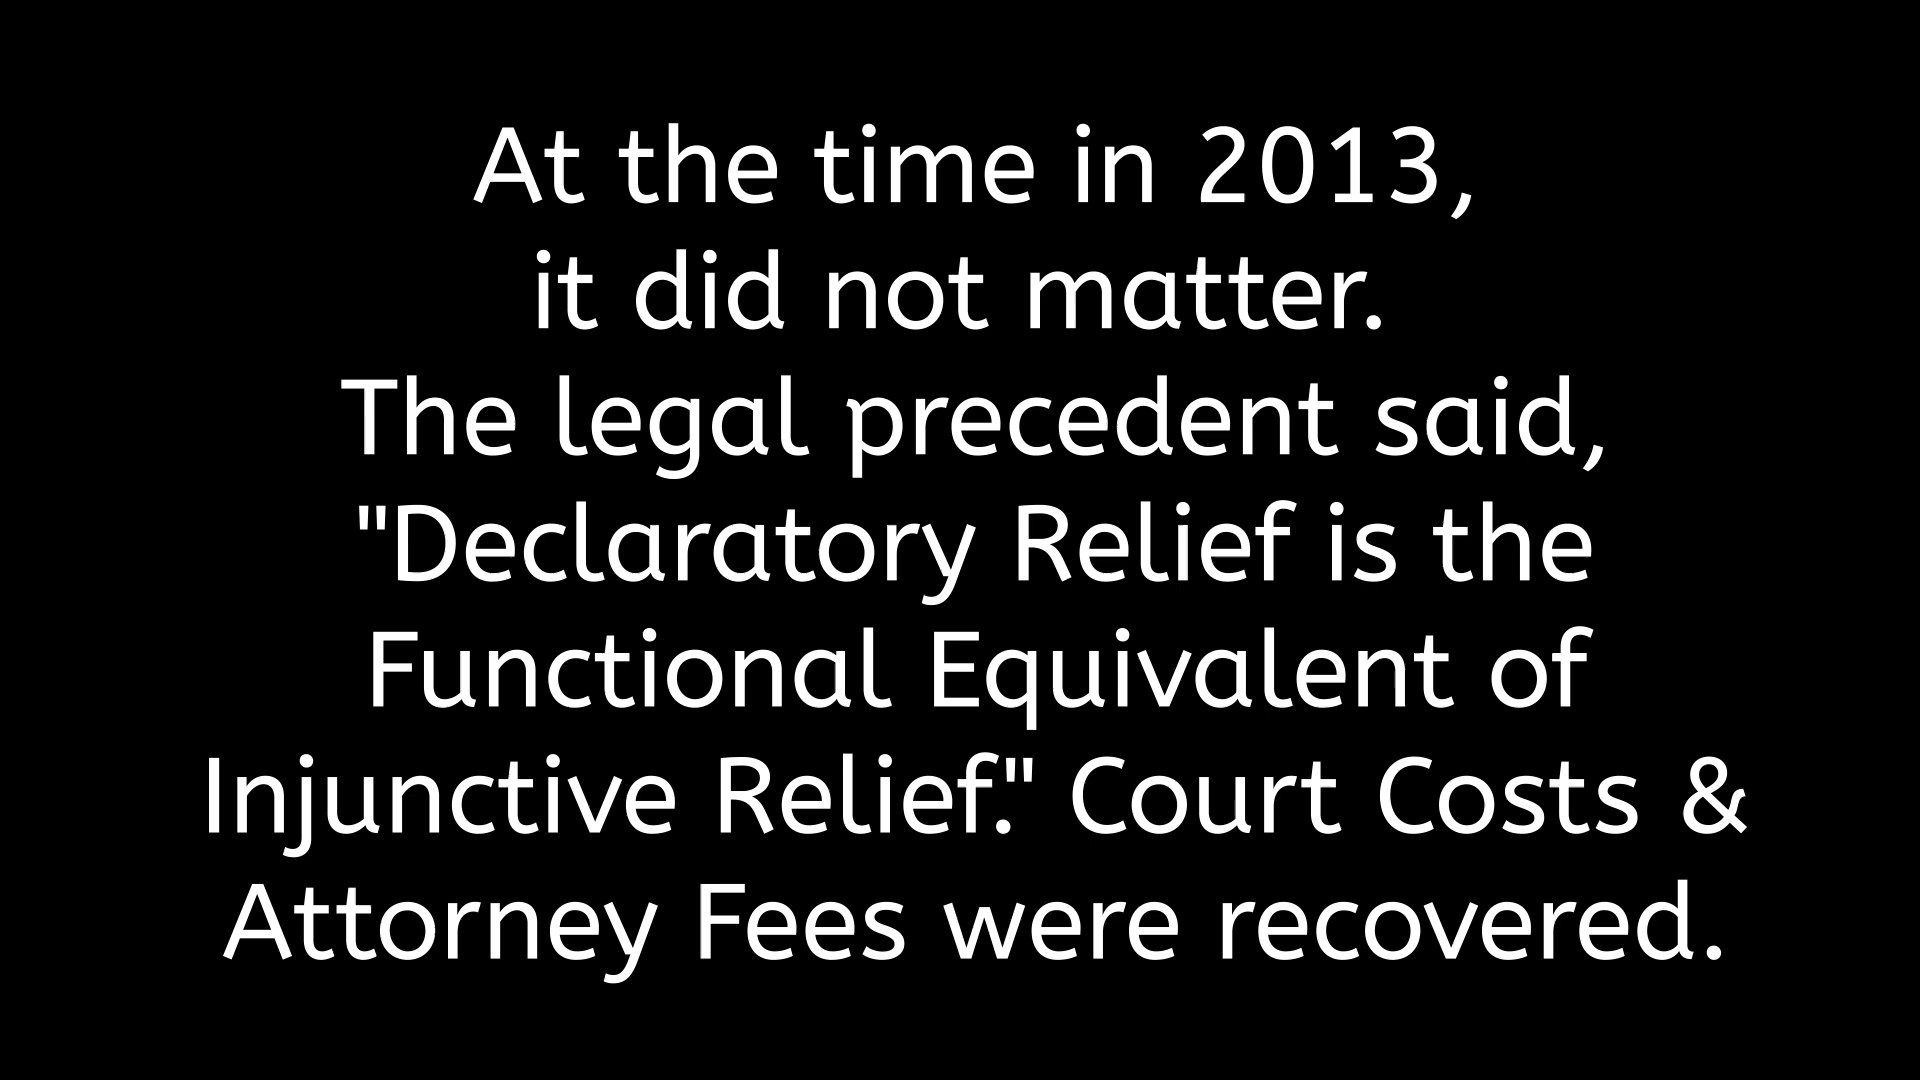 At the time in 2013,
it did not matter.
The legal precedent said,
"Declaratory Relief is the
Functional Equivalent of
Injunctive Relief." Court Costs &
Attorney Fees were recovered.